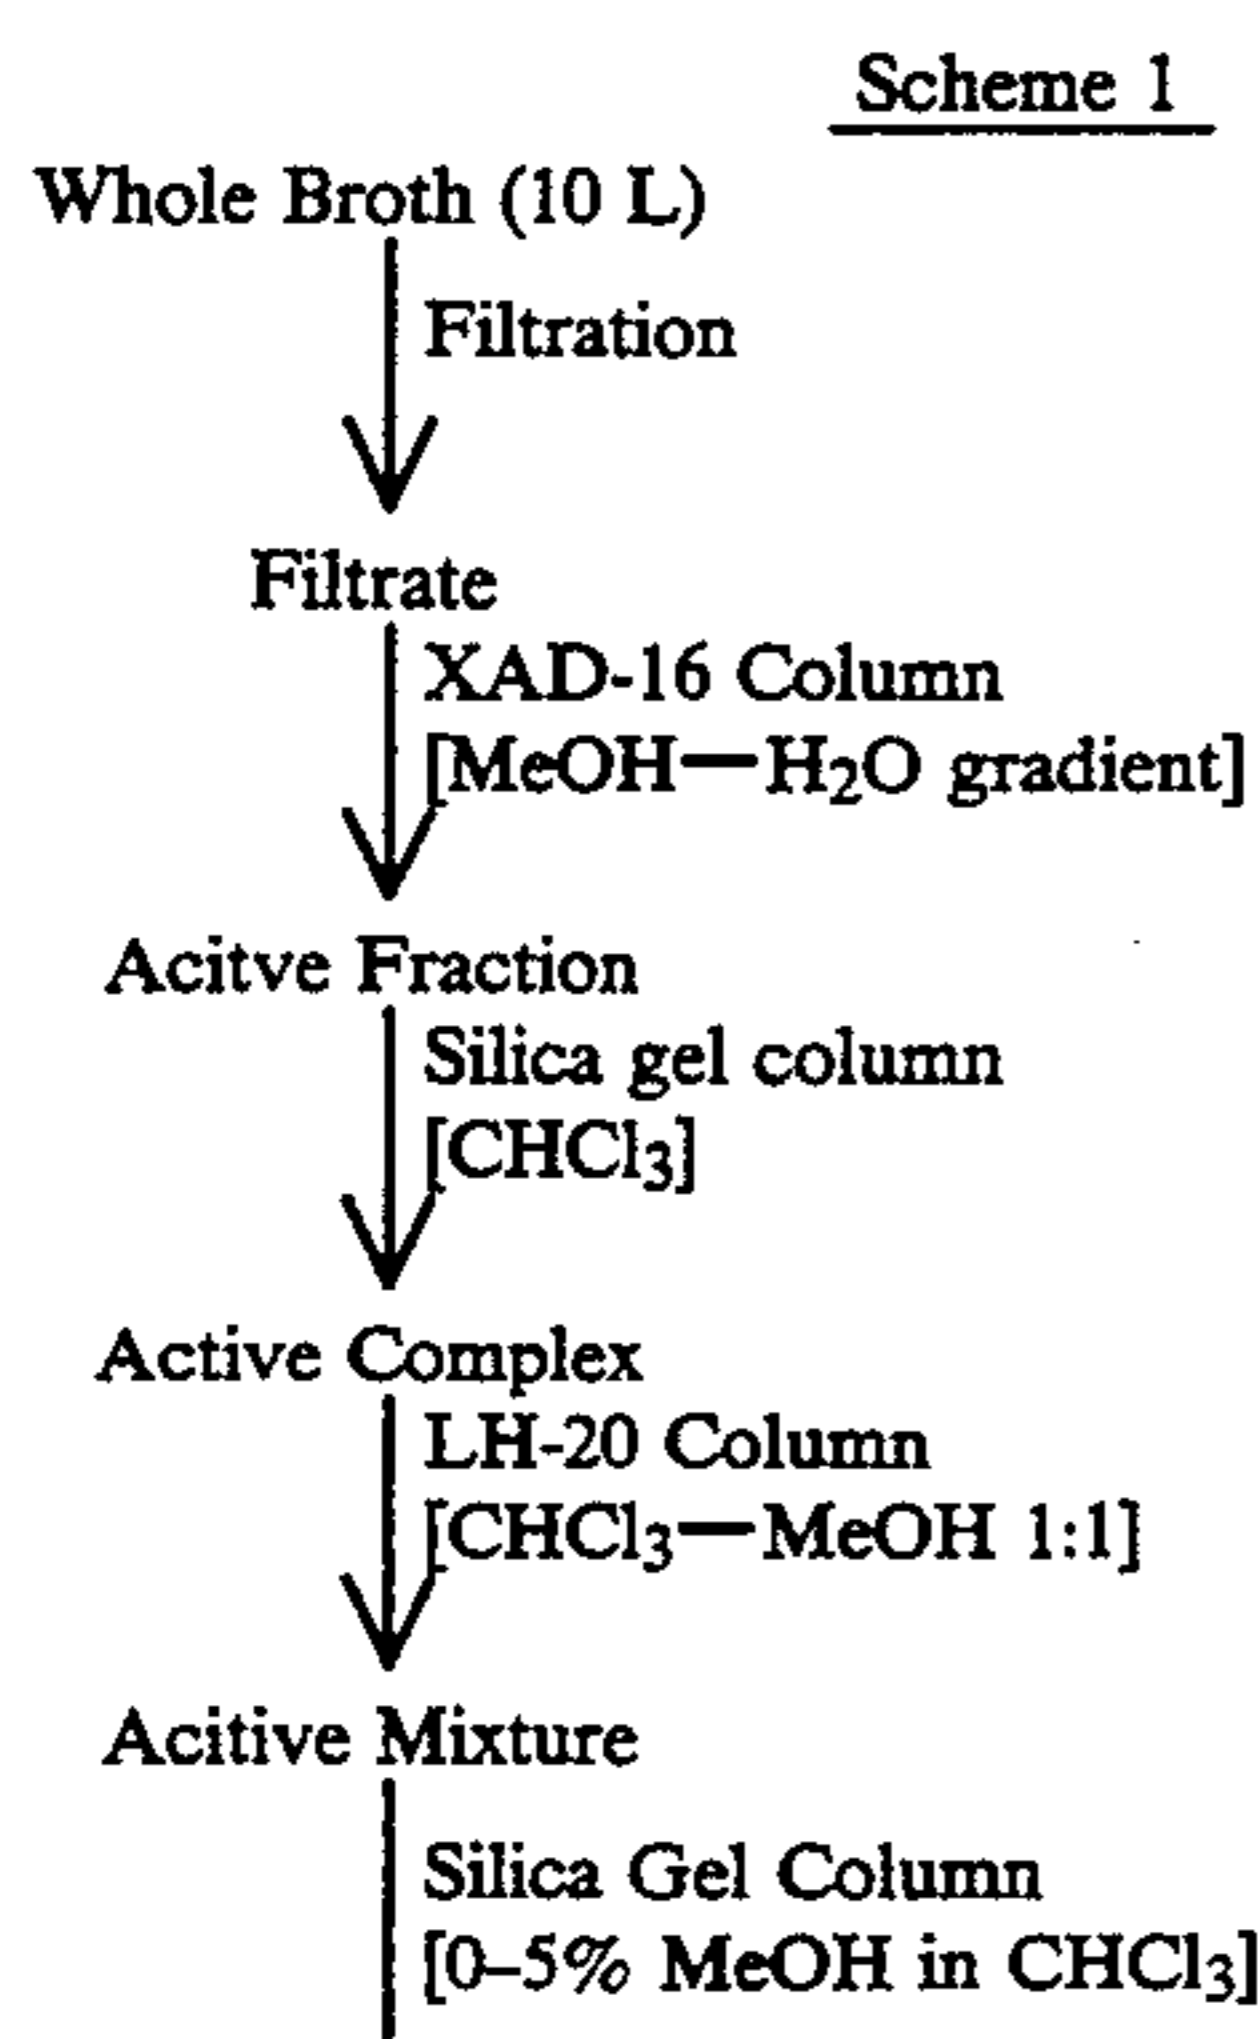 Scheme 1
Whole Broth (10 L)
Filtration
Filtrate
XAD-16 Column
[MeOH—H₂O gradient]
Acitve Fraction
Silica gel column
[CHCl₃]
Active Complex
LH-20 Column
[CHCl₃—MeOH 1:1]
Acitive Mixture
Silica Gel Column
[0–5% MeOH in CHCl₃]